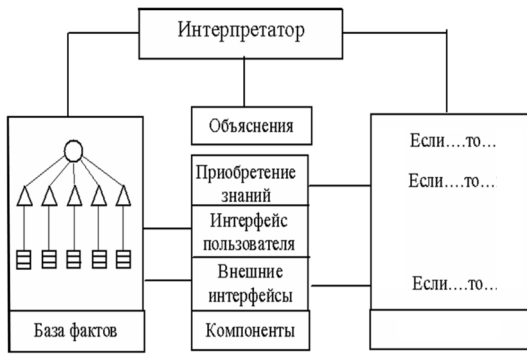 Интерпретатор
Объяснения
Приобретение
знаний
Интерфейс
пользователя
Внешние
интерфейсы
Компоненты
База фактов
Если....то...
Если....то...
Если....то...